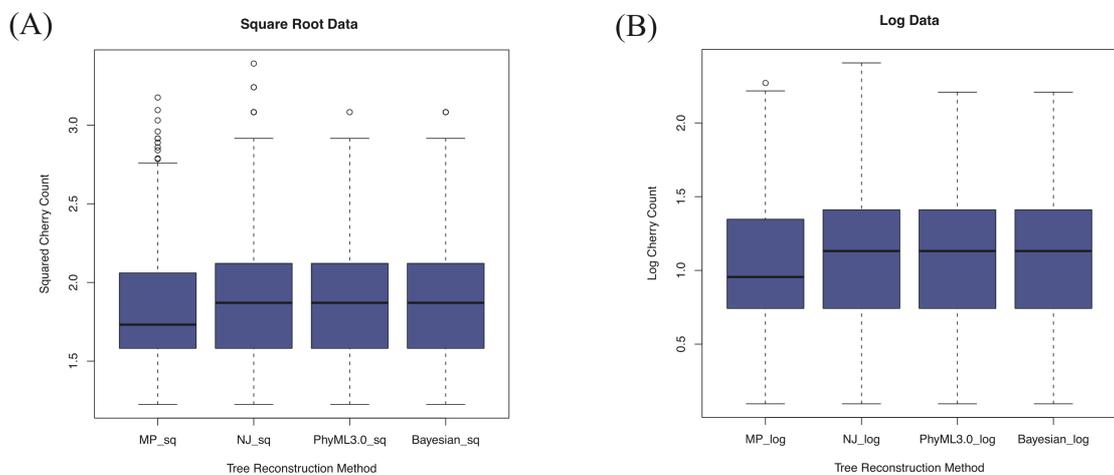 (A)
Square Root Data
Squared Cherry Count
3.0
2.5
2.0
1.5
MP_sq NJ_sq PhyML3.0_sq Bayesian_sq
Tree Reconstruction Method
(B)
Log Data
Log Cherry Count
2.0
1.5
1.0
0.5
MP_log NJ_log PhyML3.0_log Bayesian_log
Tree Reconstruction Method